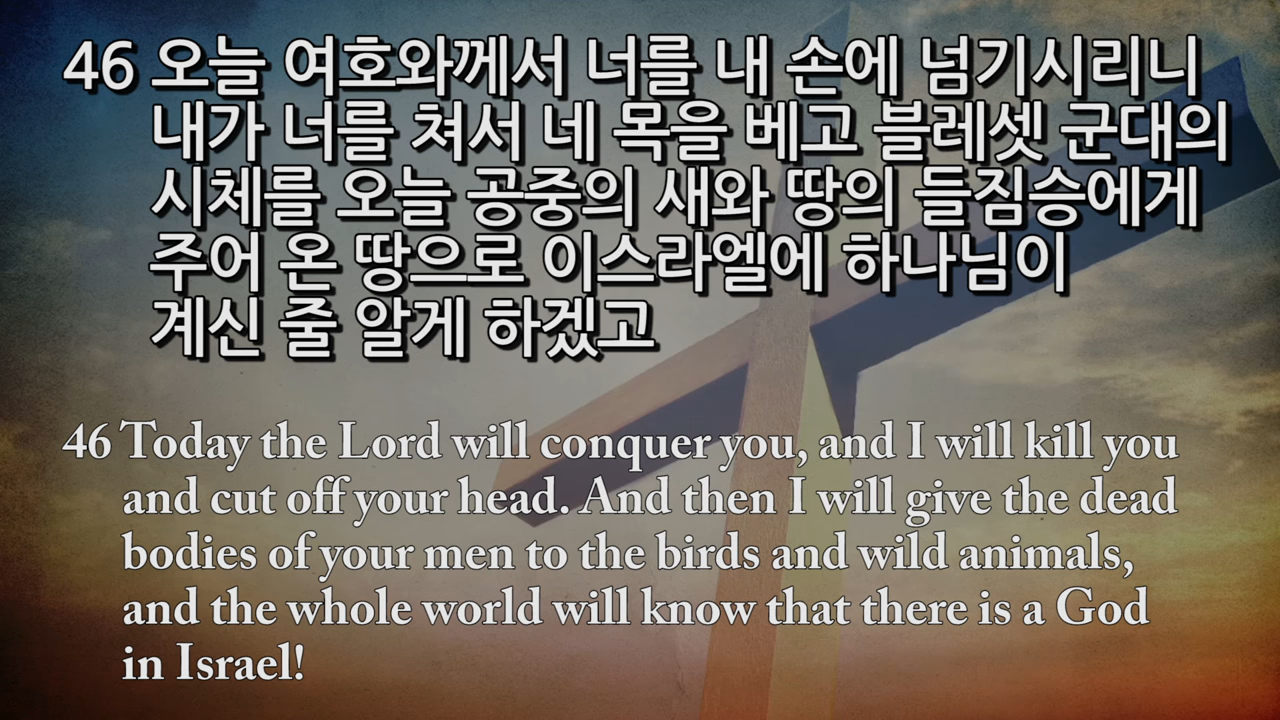 46 오늘 여호와께서 너를 내 손에 넘기시리니
내가 너를 쳐서 네 목을 베고 블레셋 군대의
시체를 오늘 공중의 새와 땅의 들짐승에게
주어 온 땅으로 이스라엘에 하나님이
계신 줄 알게 하겠고
46 Today the Lord will conquer you, and I will kill you
and cut off your head. And then I will give the dead
bodies of your men to the birds and wild animals,
and the whole world will know that there is a God
in Israel!